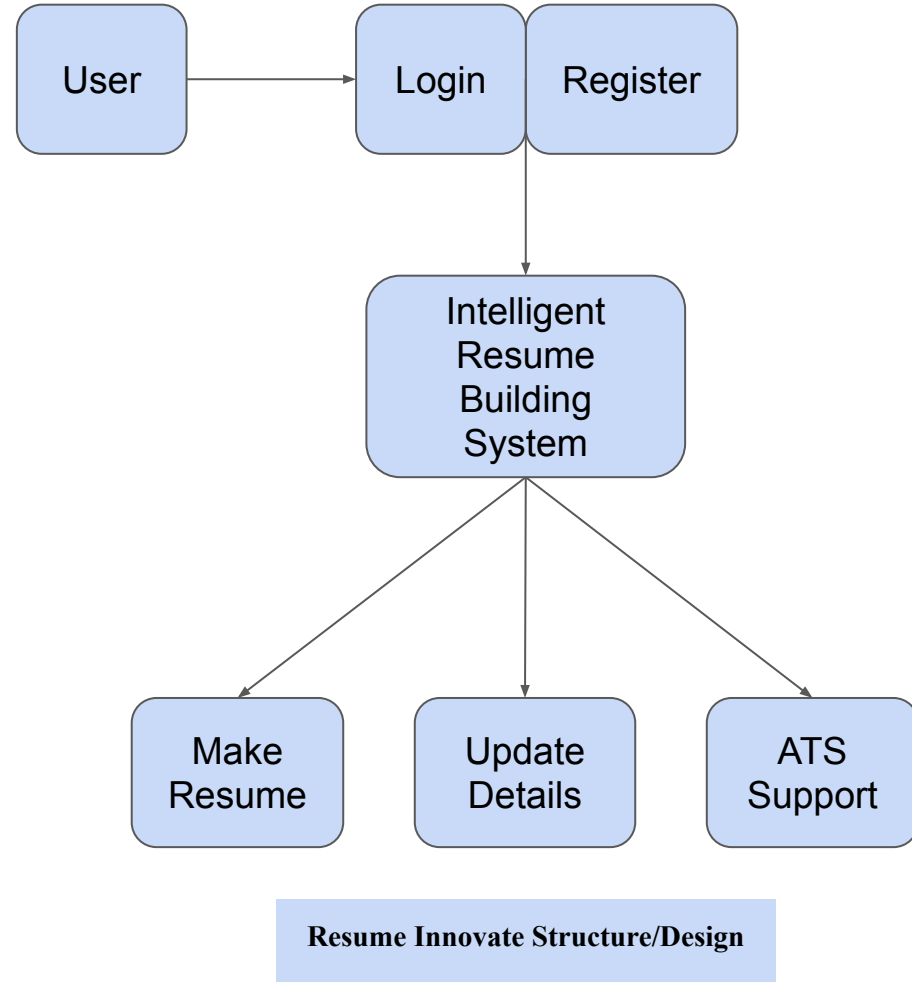 User
Login
Register
Intelligent
Resume
Building
System
Make
Resume
Update
Details
ATS
Support
Resume Innovate Structure/Design